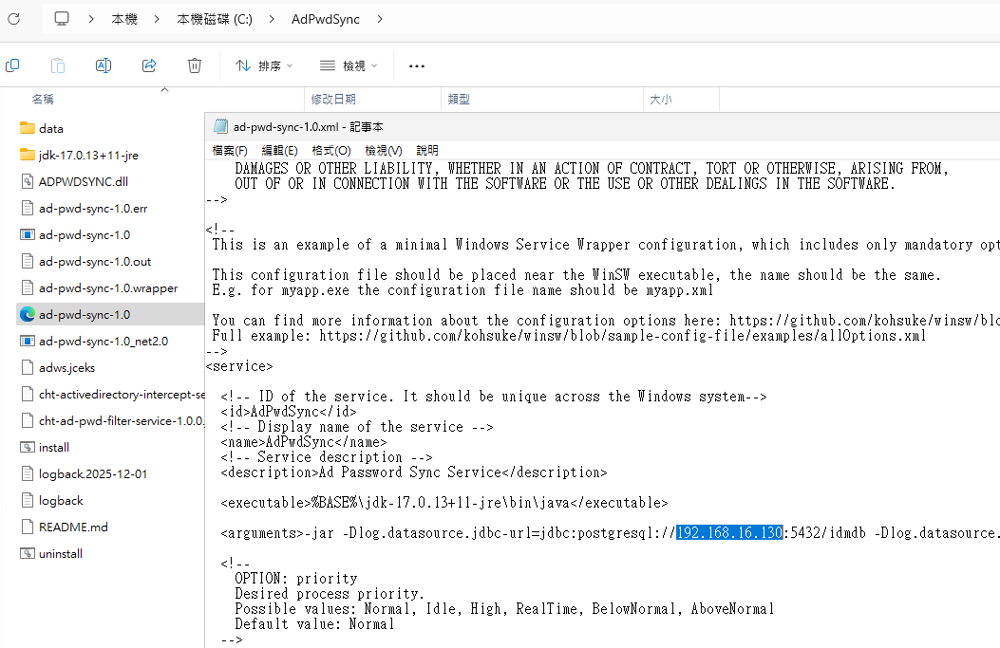 本機 > 本機磁碟 (C:) > AdPwdSync >
排序 檢視 ...
名稱 修改日期 類型 大小
data
jdk-17.0.13+11-jre
ADPWDSYNC.dll
ad-pwd-sync-1.0.err
ad-pwd-sync-1.0
ad-pwd-sync-1.0.out
ad-pwd-sync-1.0.wrapper
ad-pwd-sync-1.0
ad-pwd-sync-1.0_net2.0
adws.jceks
cht-activedirectory-intercept-se
cht-ad-pwd-filter-service-1.0.0.
install
logback.2025-12-01
logback
README.md
uninstall
ad-pwd-sync-1.0.xml - 記事本
檔案(F) 編輯(E) 格式(O) 檢視(V) 說明
DAMAGES OR OTHER LIABILITY, WHETHER IN AN ACTION OF CONTRACT, TORT OR OTHERWISE, ARISING FROM,
OUT OF OR IN CONNECTION WITH THE SOFTWARE OR THE USE OR OTHER DEALINGS IN THE SOFTWARE.
-->
<!--
This is an example of a minimal Windows Service Wrapper configuration, which includes only mandatory opt
This configuration file should be placed near the WinSW executable, the name should be the same.
E.g. for myapp.exe the configuration file name should be myapp.xml
You can find more information about the configuration options here: https://github.com/kohsuke/winsw/blo
Full example: https://github.com/kohsuke/winsw/blob/sample-config-file/examples/allOptions.xml
-->
<service>
<!-- ID of the service. It should be unique across the Windows system-->
<id>AdPwdSync</id>
<!-- Display name of the service -->
<name>AdPwdSync</name>
<!-- Service description -->
<description>Ad Password Sync Service</description>
<executable>%BASE%\jdk-17.0.13+11-jre\bin\java</executable>
<arguments>-jar -Dlog.datasource.jdbc-url=jdbc:postgresql://192.168.16.130:5432/idmdb -Dlog.datasource.
<!--
OPTION: priority
Desired process priority.
Possible values: Normal, Idle, High, RealTime, BelowNormal, AboveNormal
Default value: Normal
-->